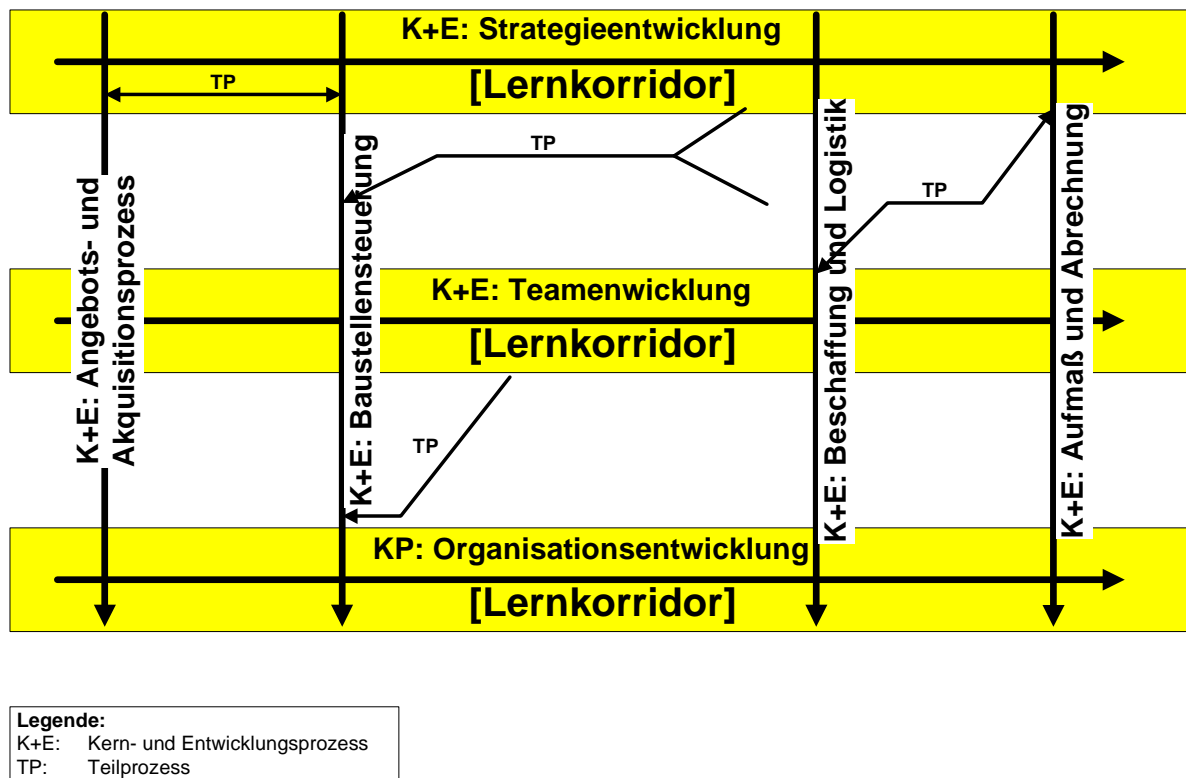 K+E: Strategieentwicklung
TP
[Lernkorridor]
K+E: Angebots- und
Akquisitionsprozess
K+E: Baustellensteuerung
TP
K+E: Beschaffung und Logistik
TP
K+E: Aufmaß und Abrechnung
K+E: Teamenwicklung
[Lernkorridor]
TP
KP: Organisationsentwicklung
[Lernkorridor]
Legende:
K+E: Kern- und Entwicklungsprozess
TP: Teilprozess